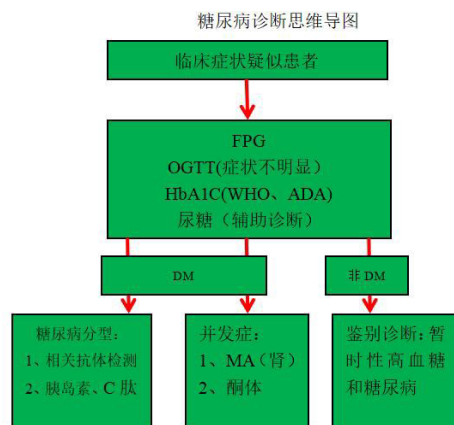 糖尿病诊断思维导图
临床症状疑似患者
FPG
OGTT(症状不明显）
HbA1C(WHO、ADA)
尿糖（辅助诊断）
DM
非 DM
糖尿病分型：
1、相关抗体检测
2、胰岛素、C 肽
并发症：
1、MA（肾）
2、酮体
鉴别诊断：暂
时性高血糖
和糖尿病